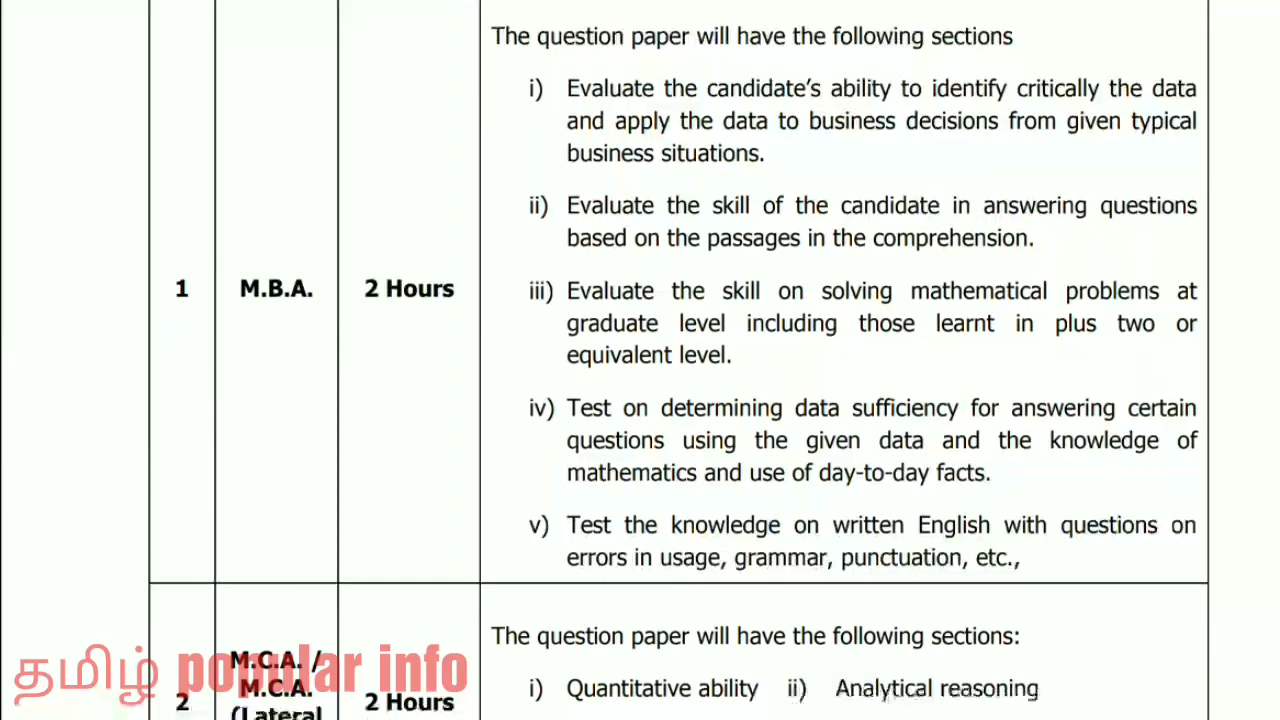 The question paper will have the following sections
i) Evaluate the candidate's ability to identify critically the data
and apply the data to business decisions from given typical
business situations.
ii) Evaluate the skill of the candidate in answering questions
based on the passages in the comprehension.
1 M.B.A. 2 Hours
iii) Evaluate the skill on solving mathematical problems at
graduate level including those learnt in plus two or
equivalent level.
iv) Test on determining data sufficiency for answering certain
questions using the given data and the knowledge of
mathematics and use of day-to-day facts.
v) Test the knowledge on written English with questions on
errors in usage, grammar, punctuation, etc.,
2
M.C.A. /
M.C.A.
(Lateral
2 Hours
The question paper will have the following sections:
i) Quantitative ability ii) Analytical reasoning
தமிழ் popular info